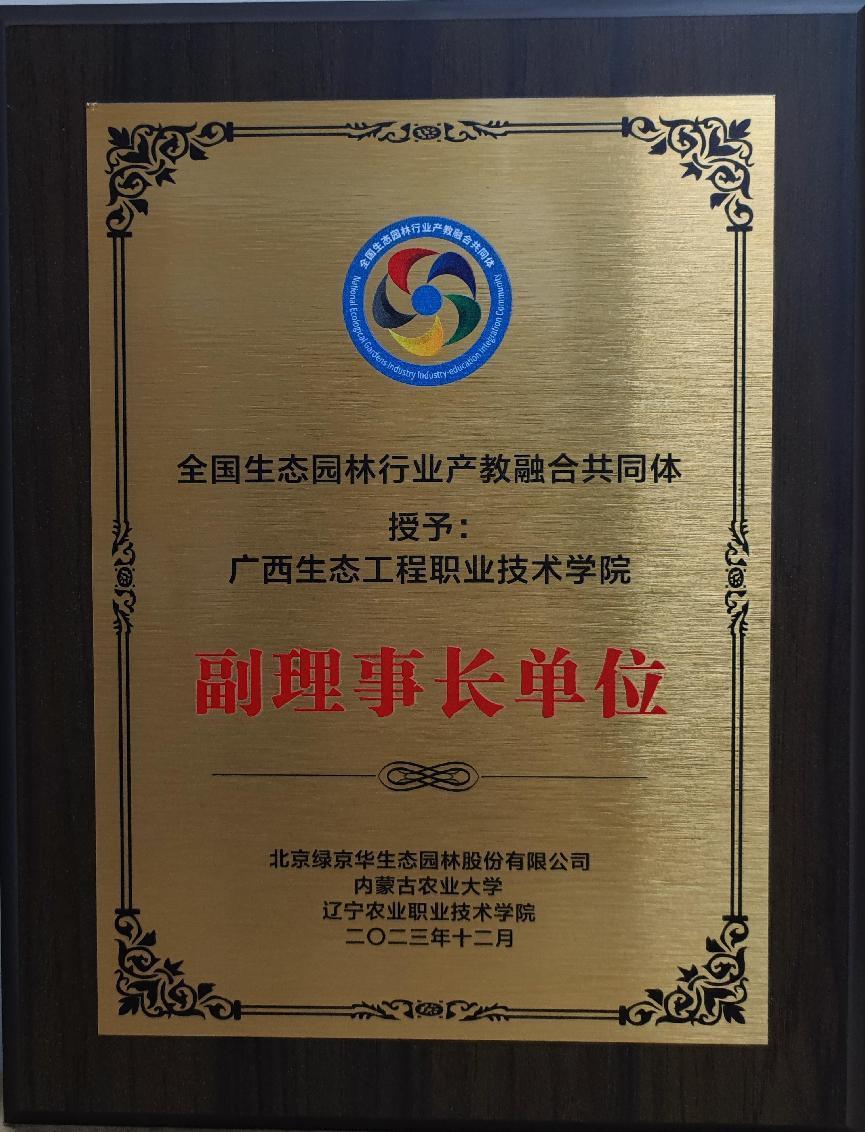 全国生态园林行业产教融合共同体
National Ecological Gardens Industry Industry-education Integration Community
全国生态园林行业产教融合共同体
授予：
广西生态工程职业技术学院
副理事长单位
北京绿京华生态园林股份有限公司
内蒙古农业大学
辽宁农业职业技术学院
二〇二三年十二月